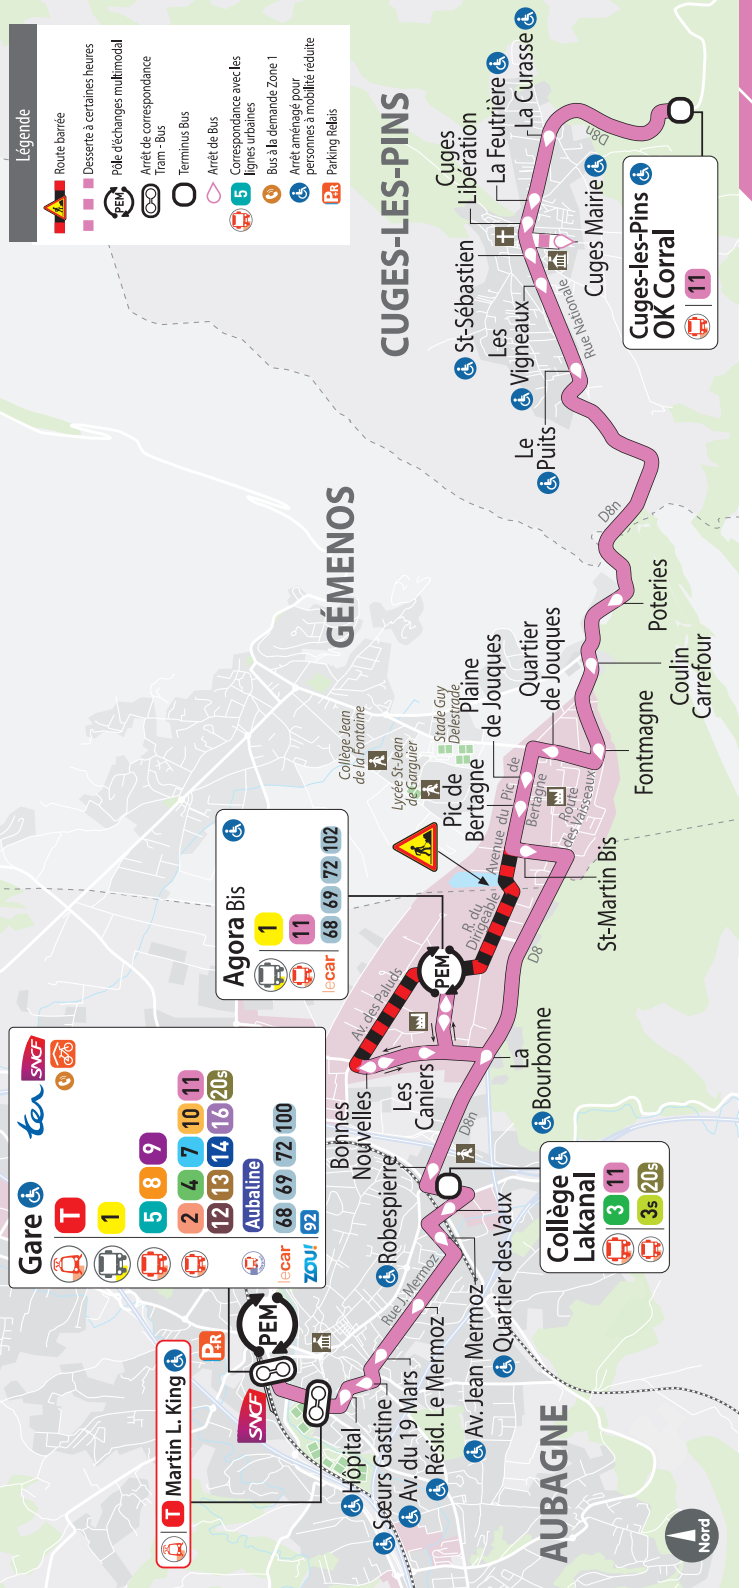 Légende
Route barrée
Desserte à certaines heures
PEM
Pôle d'échanges multimodal
Arrêt de correspondance
Tram - Bus
Terminus Bus
Arrêt de Bus
5
Correspondance avec les
lignes urbaines
Bus à la demande Zone 1
Arrêt aménagé pour
personnes à mobilité réduite
P+R
Parking Relais
CUGES-LES-PINS
GÉMENOS
AUBAGNE
Gare
ter
SNCF
T
1
5 8 9
2 4 7 10 11
12 13 14 16 20s
Aubaline
lecar
68 69 72 100
ZOU!
92
T Martin L. King
P+R
PEM
SNCF
Hôpital
Sœurs Gastine
Av. du 19 Mars
Résid. Le Mermoz
Rue J. Mermoz
Av. Jean Mermoz
Quartier des Vaux
Robespierre
Collège
Lakanal
3 11
3s 20s
D8n
La
Bourbonne
Les
Caniers
Bonnes
Nouvelles
Av. des Paluds
PEM
Agora Bis
1
11
lecar
68 69 72 102
R. du
Dirigeable
D8
St-Martin Bis
Avenue du Pic de
Bertagne
Route
des Vaisseaux
Pic de
Bertagne
Plaine
de Jouques
Quartier
de Jouques
Collège Jean
de la Fontaine
Lycée St-Jean
de Garguier
Stade Guy
Delestrade
Fontmagne
Coulin
Carrefour
Poteries
D8n
Le
Puits
Les
Vigneaux
St-Sébastien
Rue Nationale
Cuges
Libération
Cuges Mairie
La Feutrière
La Curasse
D8n
Cuges-les-Pins
OK Corral
11
Nord